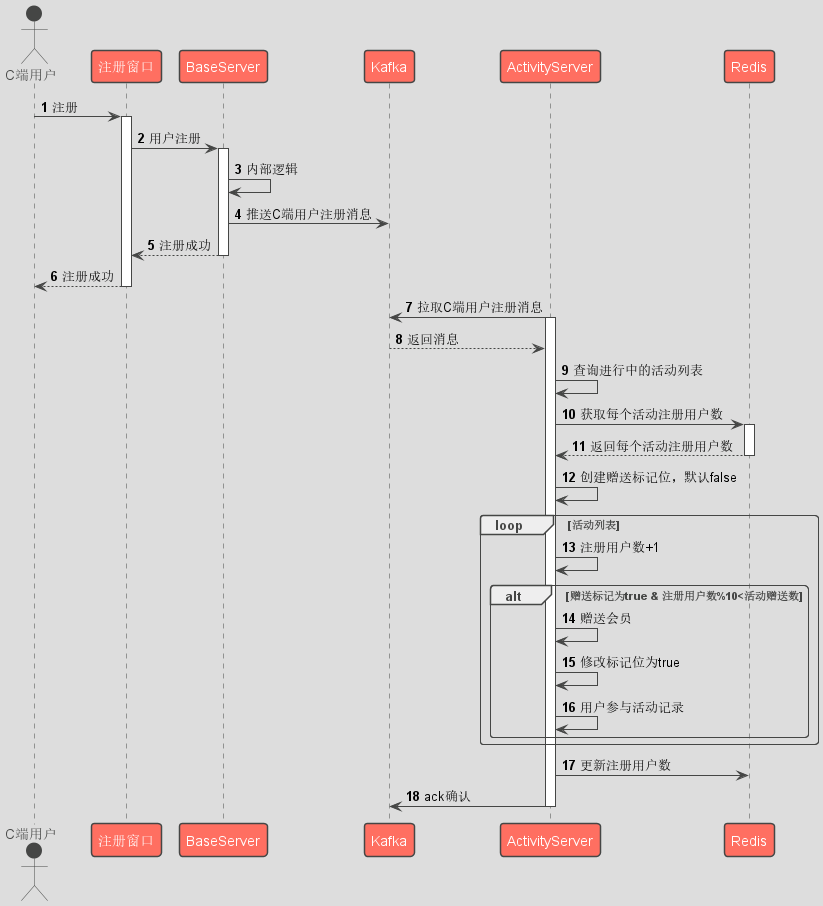 C端用户
注册窗口
BaseServer
Kafka
ActivityServer
Redis
1 注册
2 用户注册
3 内部逻辑
4 推送C端用户注册消息
5 注册成功
6 注册成功
7 拉取C端用户注册消息
8 返回消息
9 查询进行中的活动列表
10 获取每个活动注册用户数
11 返回每个活动注册用户数
12 创建赠送标记位，默认false
loop [活动列表]
13 注册用户数+1
alt [赠送标记为true & 注册用户数%10<活动赠送数]
14 赠送会员
15 修改标记位为true
16 用户参与活动记录
17 更新注册用户数
18 ack确认
C端用户
注册窗口
BaseServer
Kafka
ActivityServer
Redis